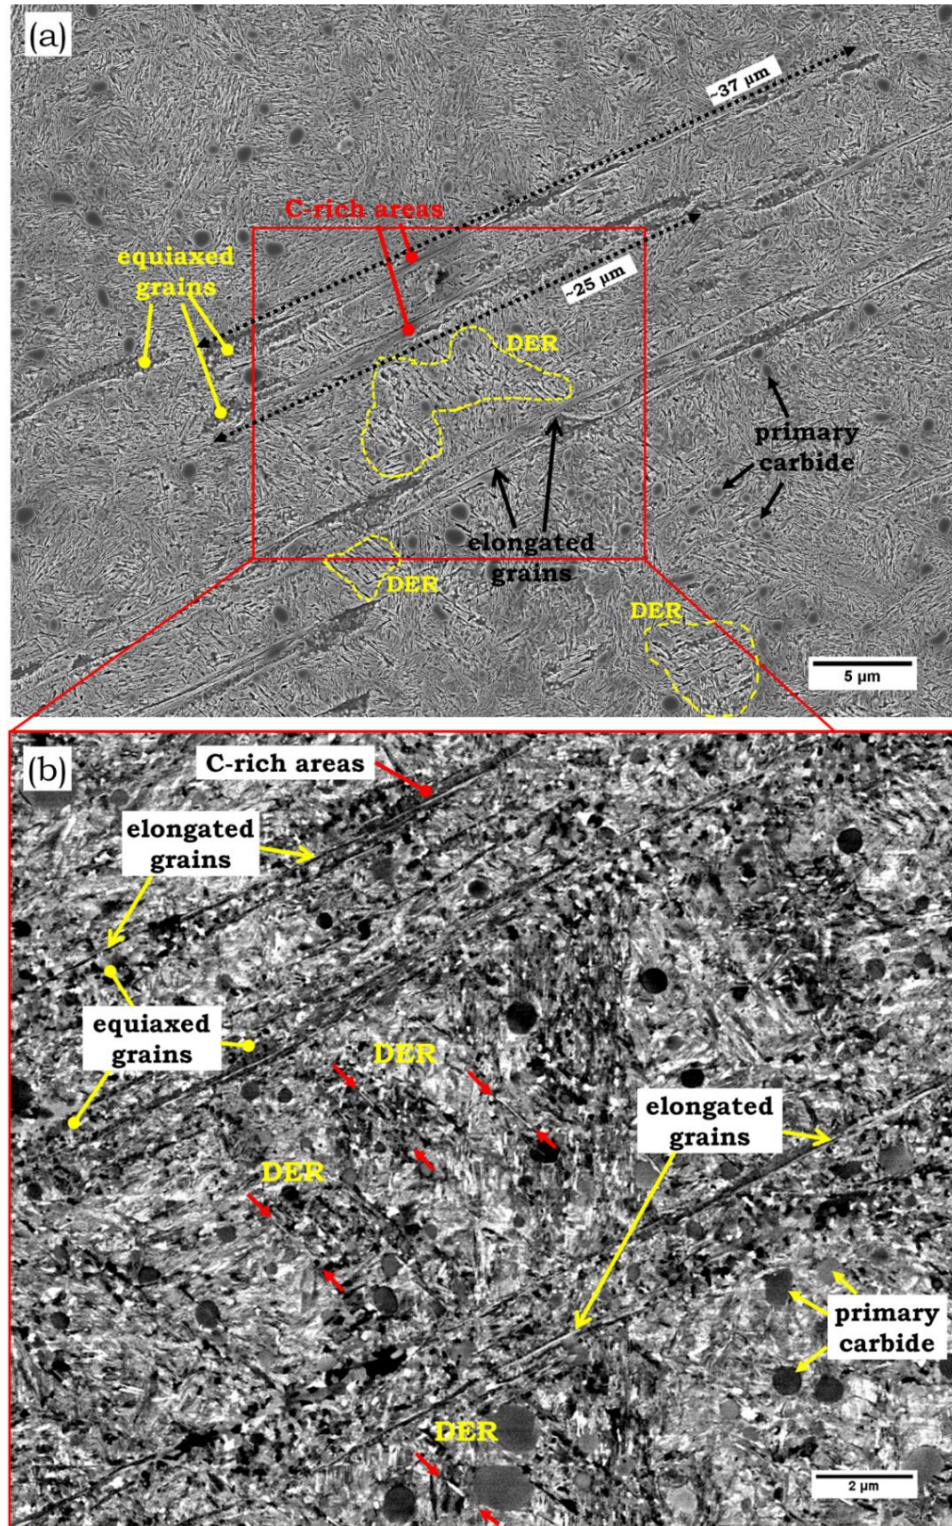 (a)
~37 µm
C-rich areas
equiaxed
grains
~25 µm
DER
primary
carbide
elongated
grains
DER
DER
5 µm
(b)
C-rich areas
elongated
grains
equiaxed
grains
DER
elongated
grains
DER
primary
carbide
DER
2 µm